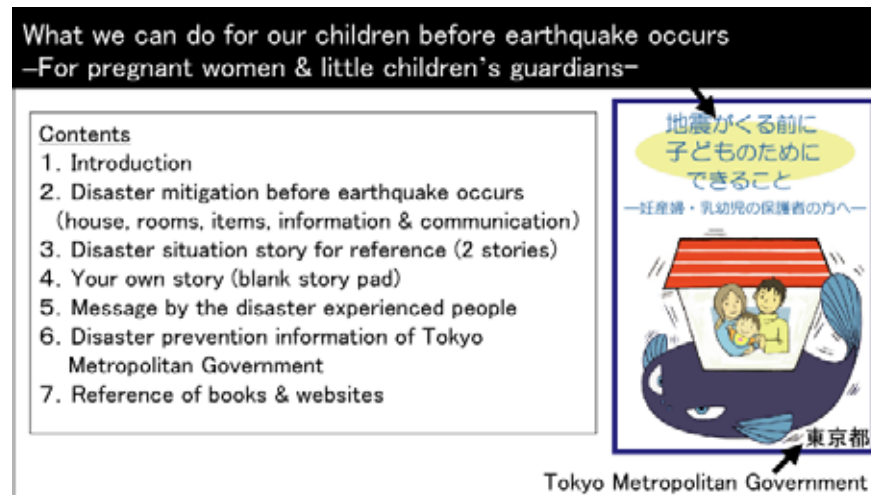 What we can do for our children before earthquake occurs
–For pregnant women & little children's guardians–
Contents
1. Introduction
2. Disaster mitigation before earthquake occurs
(house, rooms, items, information & communication)
3. Disaster situation story for reference (2 stories)
4. Your own story (blank story pad)
5. Message by the disaster experienced people
6. Disaster prevention information of Tokyo
Metropolitan Government
7. Reference of books & websites
地震がくる前に
子どものために
できること
―妊産婦・乳幼児の保護者の方へ―
東京都
Tokyo Metropolitan Government